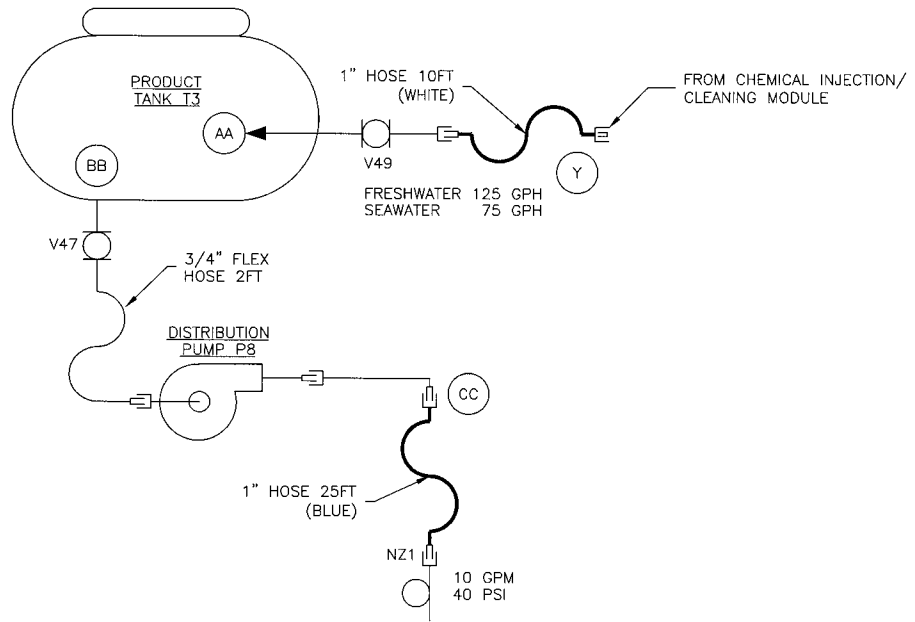 PRODUCT
TANK T3
AA
BB
1" HOSE 10FT
(WHITE)
FROM CHEMICAL INJECTION/
CLEANING MODULE
V49
Y
FRESHWATER 125 GPH
SEAWATER 75 GPH
V47
3/4" FLEX
HOSE 2FT
DISTRIBUTION
PUMP P8
CC
1" HOSE 25FT
(BLUE)
NZ1
10 GPM
40 PSI